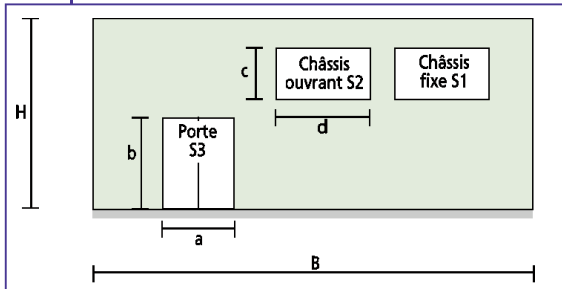 H
c
Châssis
ouvrant S2
Châssis
fixe S1
d
b
Porte
S3
a
B